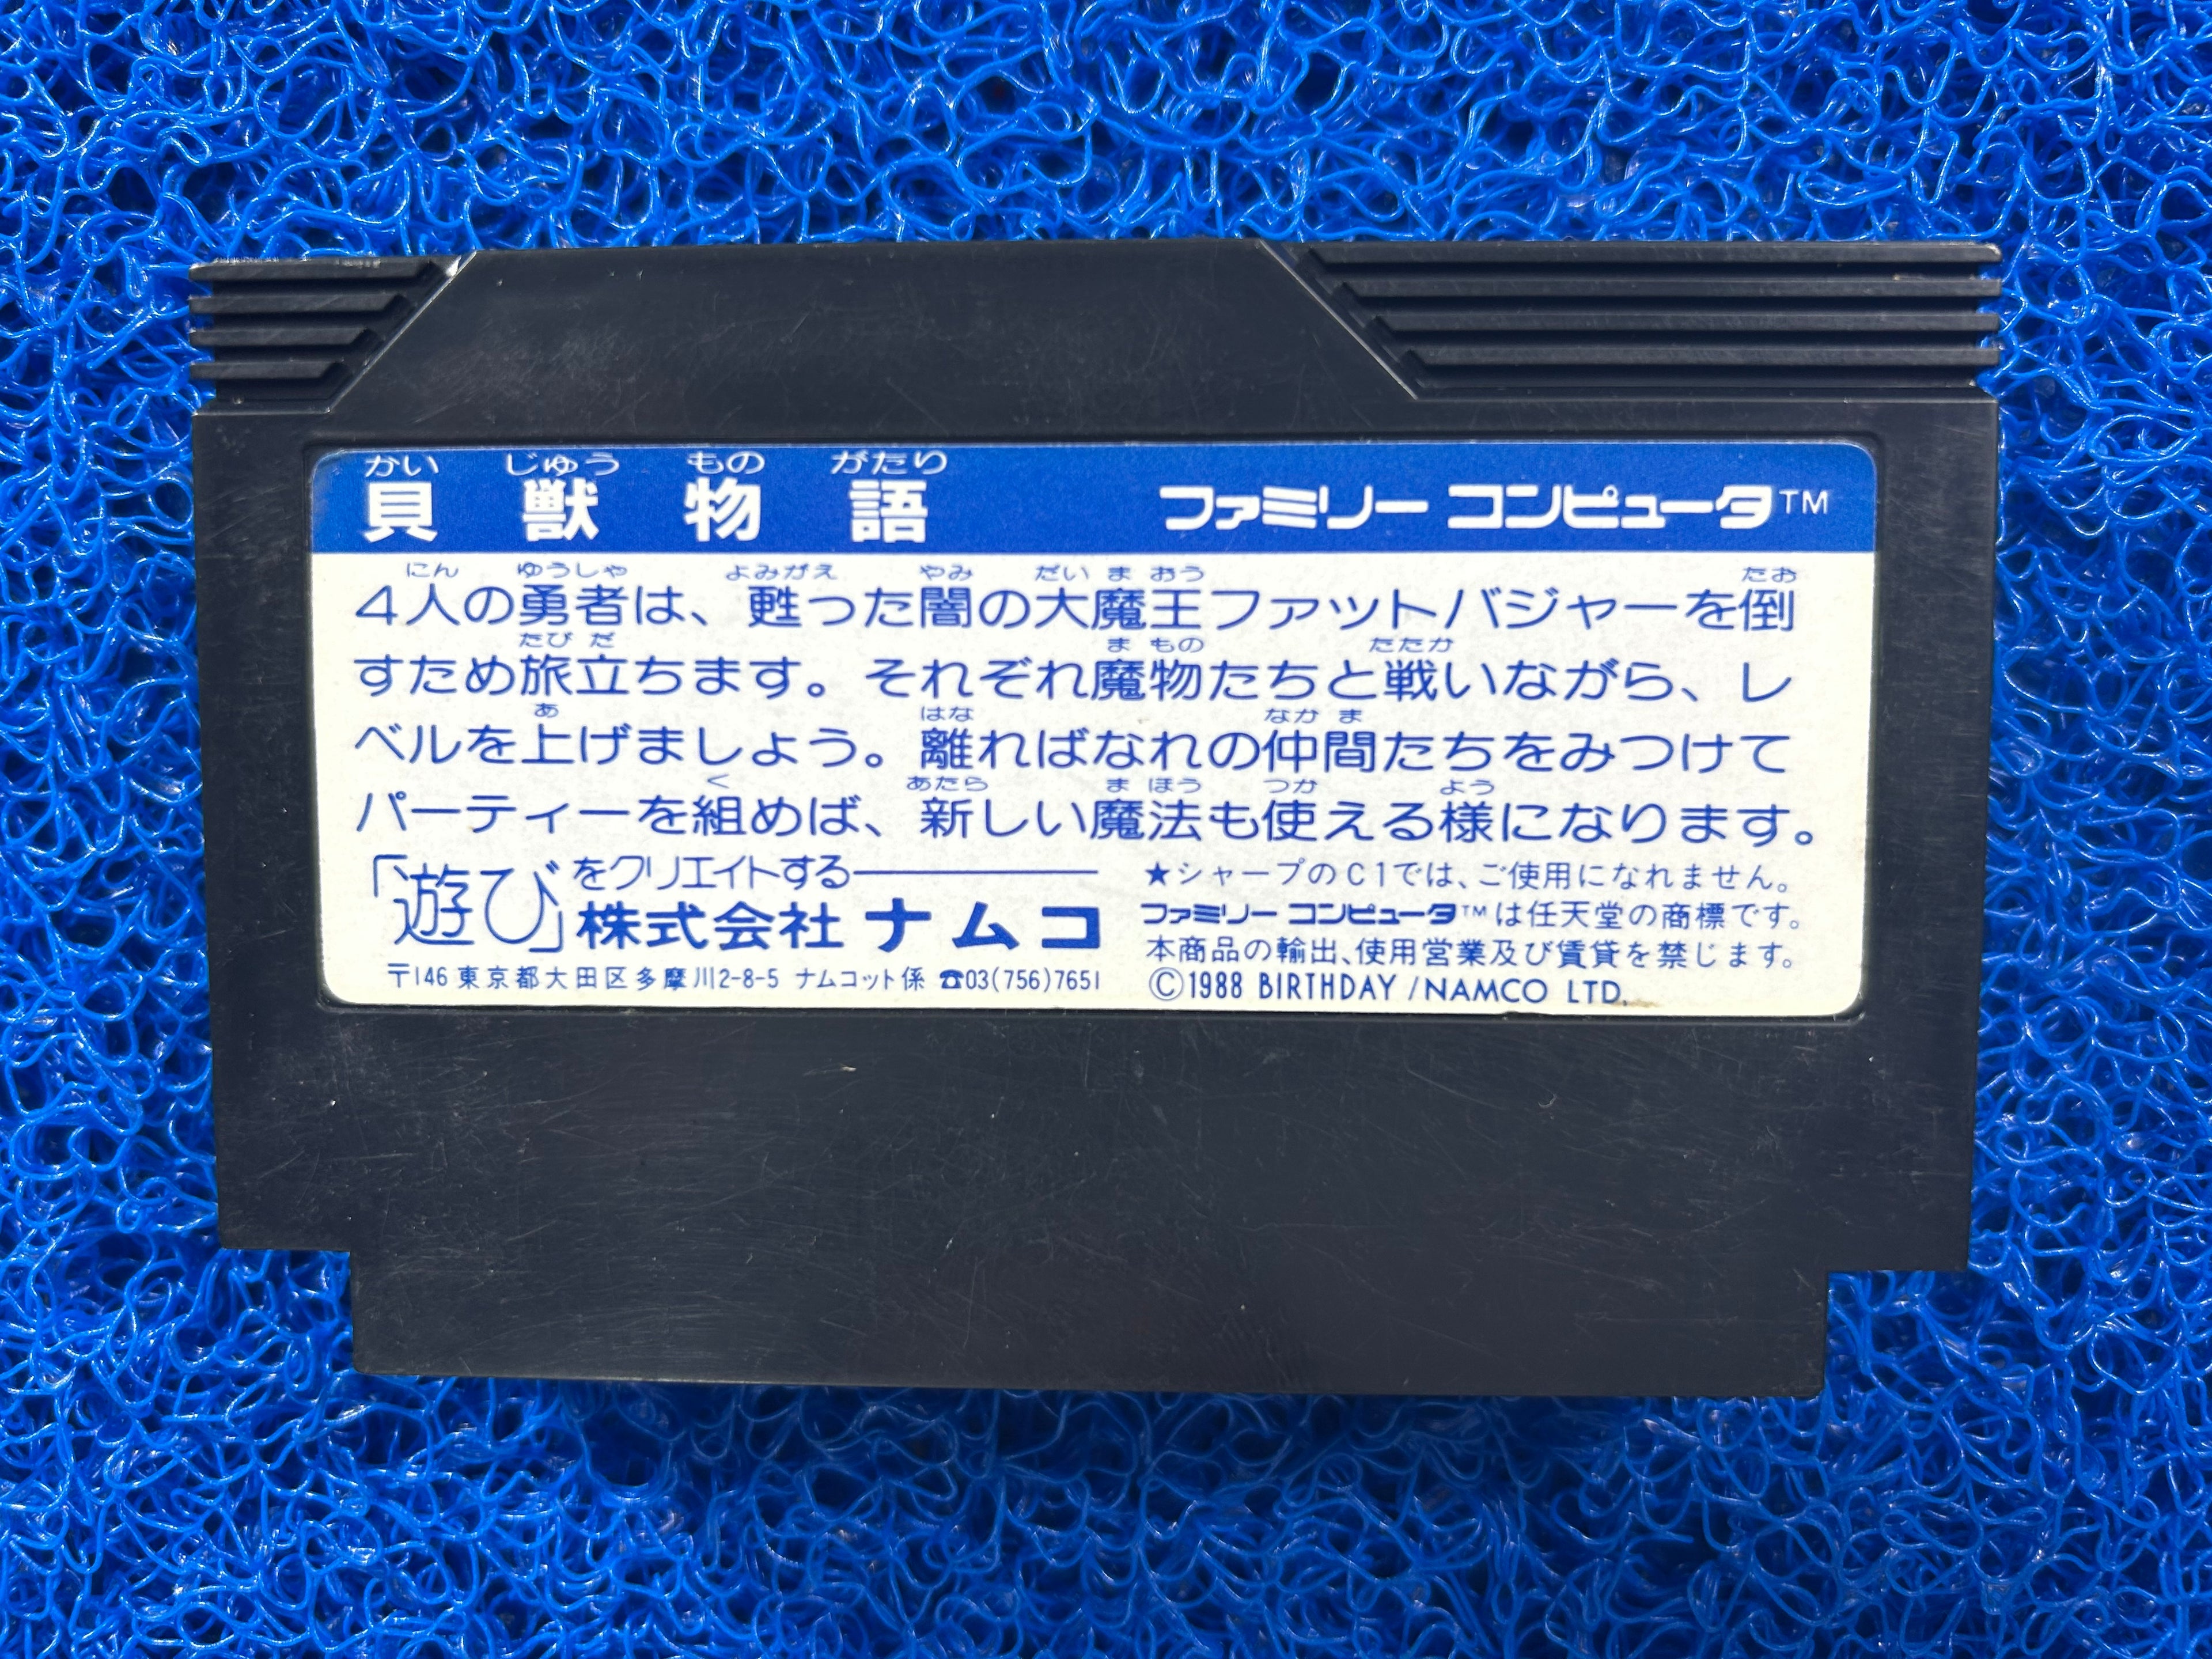 かい じゅう もの がたり
貝獣物語
ファミリー コンピュータTM
にん ゆうしゃ よみがえ やみ だい ま おう たお
4人の勇者は、甦った闇の大魔王ファットバジャーを倒
たび だ ま もの たたか
すため旅立ちます。それぞれ魔物たちと戦いながら、レ
あ はな なか ま
ベルを上げましょう。離ればなれの仲間たちをみつけて
く あたら ま ほう つか よう
パーティーを組めば、新しい魔法も使える様になります。
「遊び」をクリエイトする
株式会社ナムコ
〒146 東京都大田区多摩川2-8-5 ナムコット係 ☎03(756)7651
★シャープのC1では、ご使用になれません。
ファミリー コンピュータTMは任天堂の商標です。
本商品の輸出、使用営業及び賃貸を禁じます。
©1988 BIRTHDAY /NAMCO LTD.